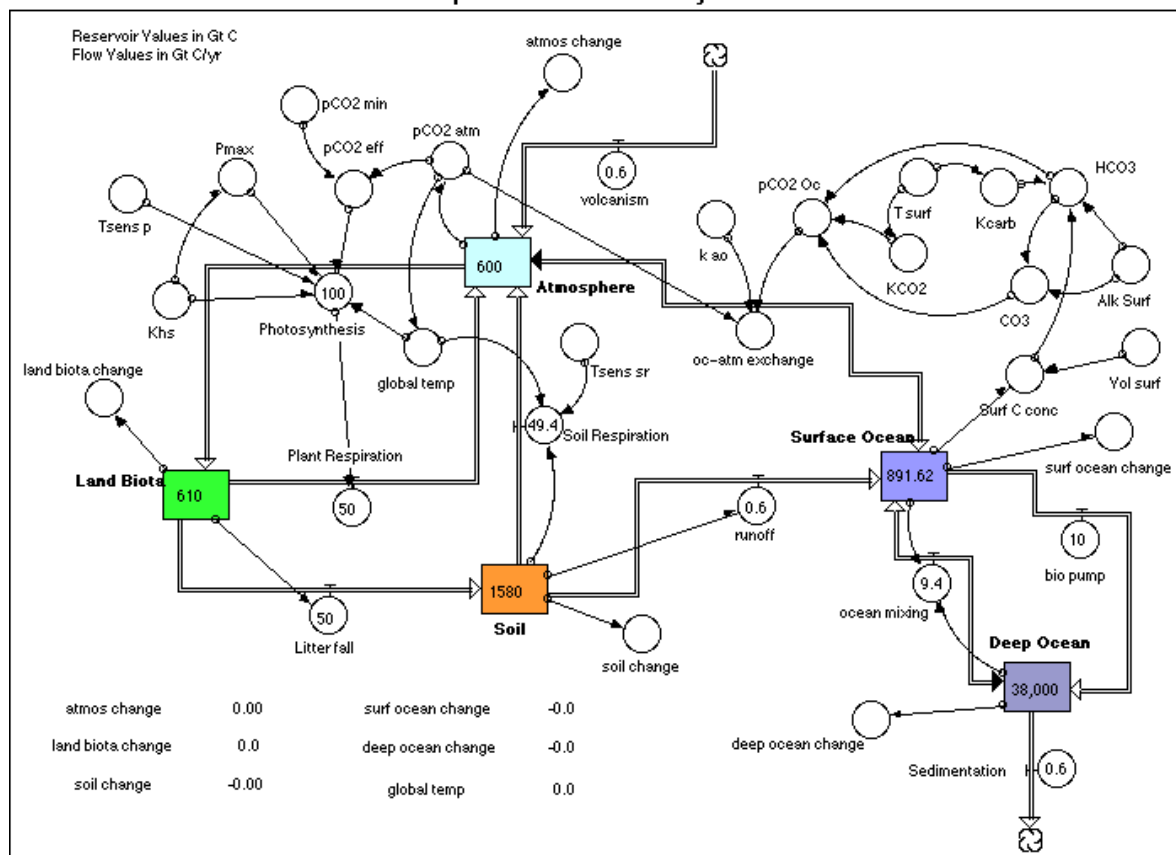 Reservoir Values in Gt C
Flow Values in Gt C/yr
atmos change
pCO2 min
pCO2 eff
pCO2 atm
Pmax
Tsens p
0.6
volcanism
pCO2 Oc
T surf
Kcarb
HCO3
k ao
KCO2
CO3
Alk Surf
600
Atmosphere
100
Photosynthesis
Khs
global temp
oc-atm exchange
Tsens sr
land biota change
Surf C conc
Vol surf
49.4
Soil Respiration
Surface Ocean
surf ocean change
Land Biota
Plant Respiration
610
50
891.62
0.6
runoff
10
bio pump
1580
Soil
50
Litter fall
9.4
ocean mixing
soil change
Deep Ocean
38,000
deep ocean change
Sedimentation
0.6
atmos change 0.00 surf ocean change -0.0
land biota change 0.0 deep ocean change -0.0
soil change -0.00 global temp 0.0